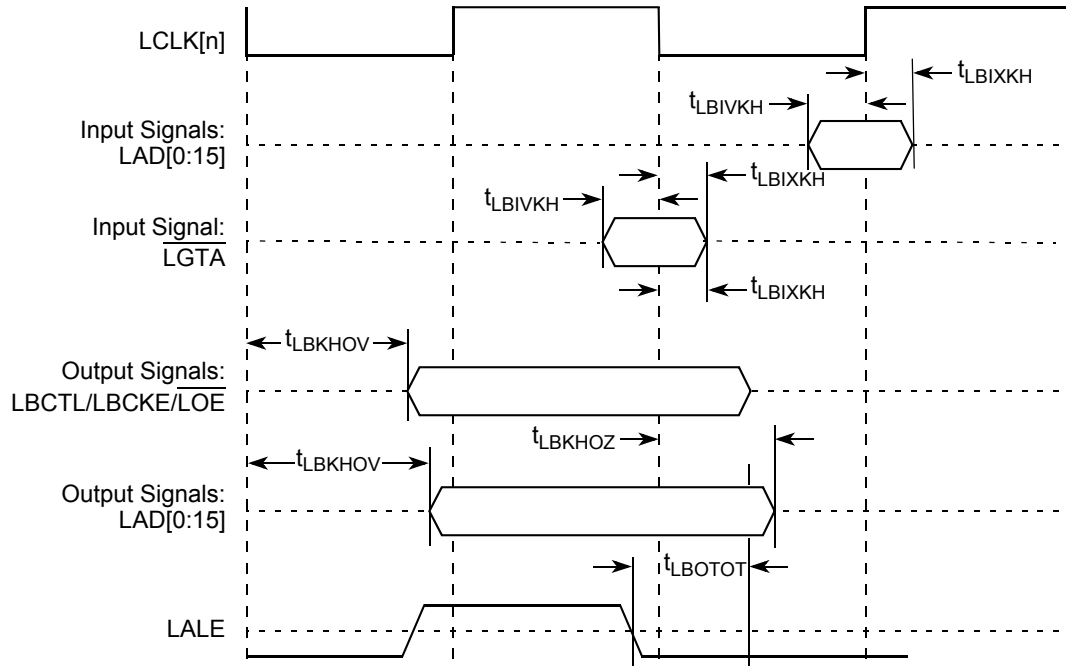 LCLK[n]
tLBIXKH
tLBIVKH
Input Signals:
LAD[0:15]
tLBIXKH
tLBIVKH
Input Signal:
LGTA
tLBIXKH
tLBKHOV
Output Signals:
LBCTL/LBCKE/LOE
tLBKHOZ
tLBKHOV
Output Signals:
LAD[0:15]
tLBOTOT
LALE